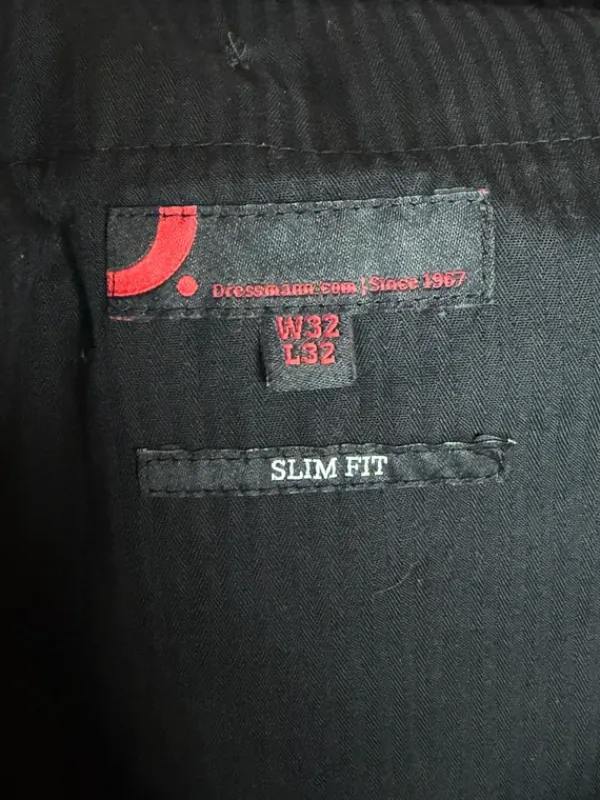 Dressmann.com | Since 1967
W32
L32
SLIM FIT